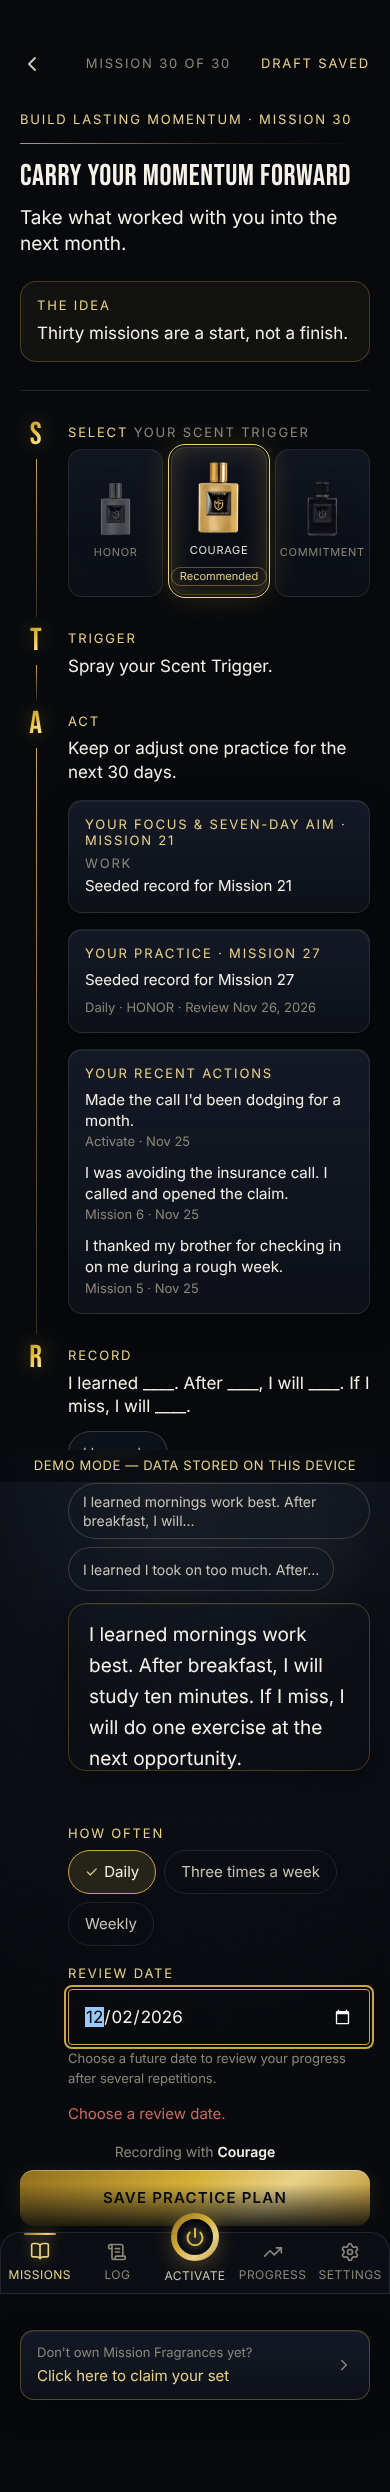 MISSION 30 OF 30
DRAFT SAVED
BUILD LASTING MOMENTUM · MISSION 30
CARRY YOUR MOMENTUM FORWARD
Take what worked with you into the
next month.
THE IDEA
Thirty missions are a start, not a finish.
S
SELECT YOUR SCENT TRIGGER
HONOR
COURAGE
Recommended
COMMITMENT
T
TRIGGER
Spray your Scent Trigger.
A
ACT
Keep or adjust one practice for the
next 30 days.
YOUR FOCUS & SEVEN-DAY AIM ·
MISSION 21
WORK
Seeded record for Mission 21
YOUR PRACTICE · MISSION 27
Seeded record for Mission 27
Daily · HONOR · Review Nov 26, 2026
YOUR RECENT ACTIONS
Made the call I'd been dodging for a
month.
Activate · Nov 25
I was avoiding the insurance call. I
called and opened the claim.
Mission 6 · Nov 25
I thanked my brother for checking in
on me during a rough week.
Mission 5 · Nov 25
R
RECORD
I learned ____. After ____, I will ____. If I
miss, I will ____.
DEMO MODE — DATA STORED ON THIS DEVICE
I learned mornings work best. After
breakfast, I will...
I learned I took on too much. After...
I learned mornings work
best. After breakfast, I will
study ten minutes. If I miss, I
will do one exercise at the
next opportunity.
HOW OFTEN
Daily
Three times a week
Weekly
REVIEW DATE
12/02/2026
Choose a future date to review your progress
after several repetitions.
Choose a review date.
Recording with Courage
SAVE PRACTICE PLAN
MISSIONS
LOG
ACTIVATE
PROGRESS
SETTINGS
Don't own Mission Fragrances yet?
Click here to claim your set